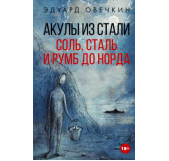 ЭДУАРД ОВЕЧКИН
АКУЛЫ ИЗ СТАЛИ
СОЛЬ, СТАЛЬ
И РУМБ ДО НОРДА
18+